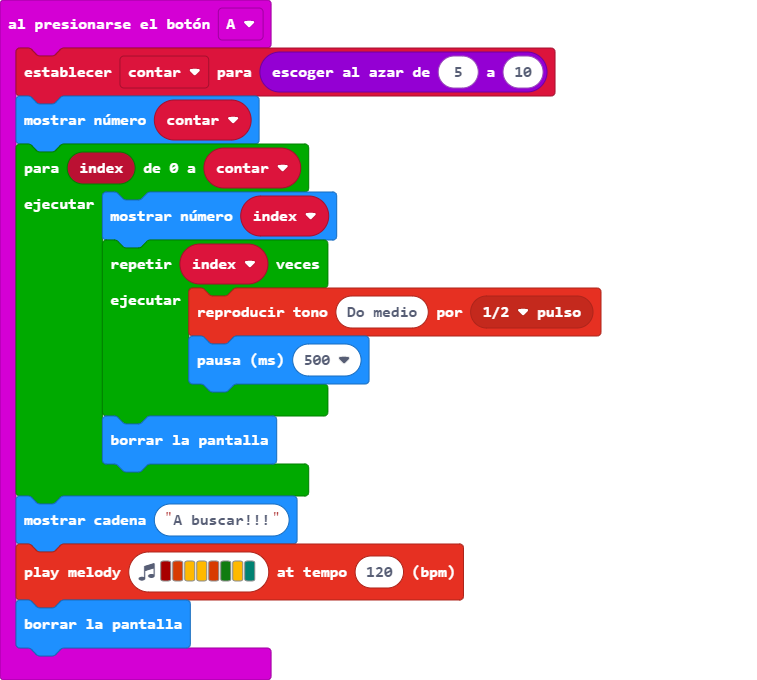 al presionarse el botón A
establecer contar para escoger al azar de 5 a 10
mostrar número contar
para index de 0 a contar
ejecutar
mostrar número index
repetir index veces
ejecutar
reproducir tono Do medio por 1/2 pulso
pausa (ms) 500
borrar la pantalla
mostrar cadena "A buscar!!!"
play melody at tempo 120 (bpm)
borrar la pantalla